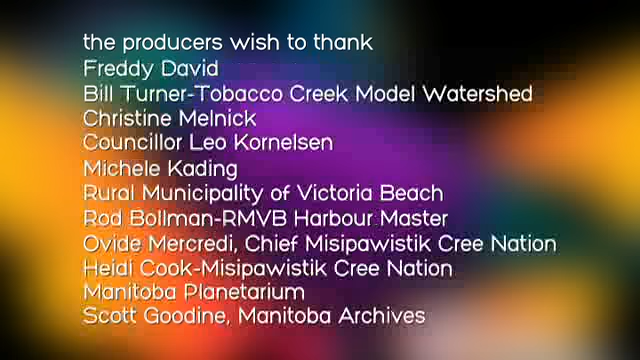 the producers wish to thank
Freddy David
Bill Turner-Tobacco Creek Model Watershed
Christine Melnick
Councillor Leo Kornelsen
Michele Kading
Rural Municipality of Victoria Beach
Rod Bollman-RMVB Harbour Master
Ovide Mercredi, Chief Misipawistik Cree Nation
Heidi Cook-Misipawistik Cree Nation
Manitoba Planetarium
Scott Goodine, Manitoba Archives